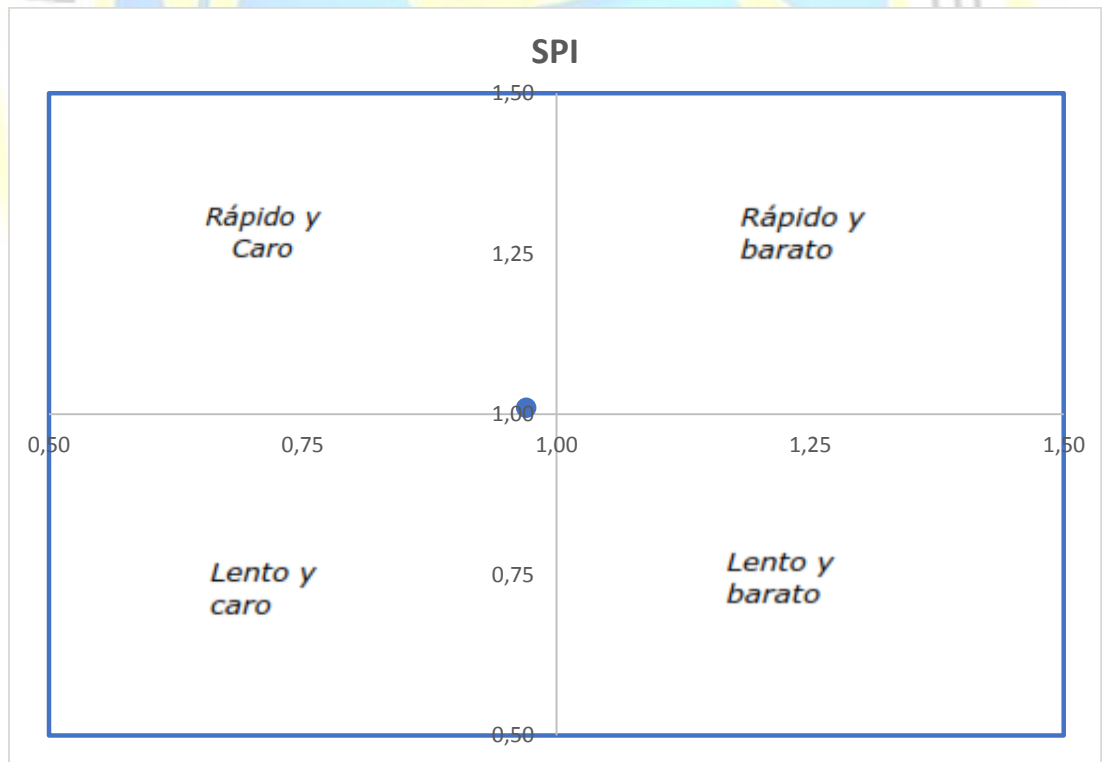 SPI
1,50
Rápido y
Caro
Rápido y
barato
1,25
1,00
0,50
0,75
1,00
1,25
1,50
Lento y
caro
0,75
Lento y
barato
0,50